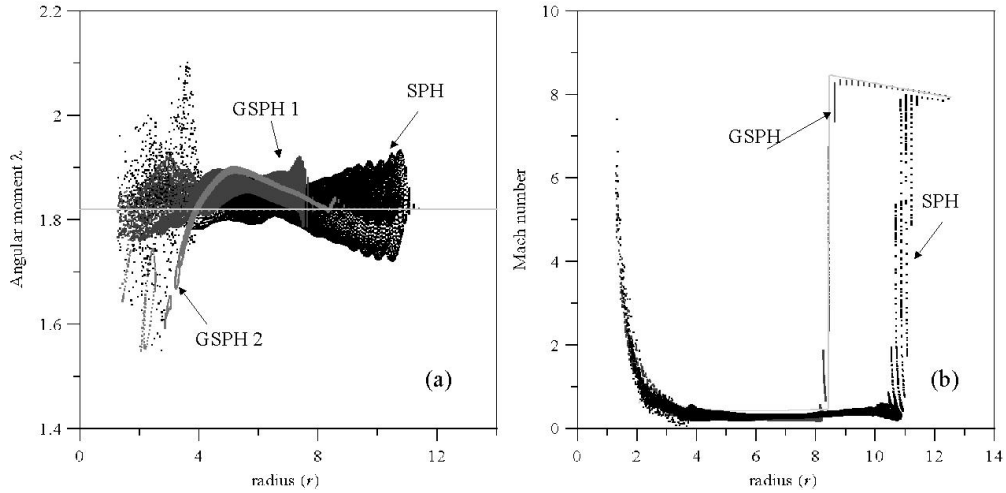 2.2
2
1.8
1.6
1.4
Angular moment λ
GSPH 1
SPH
GSPH 2
(a)
0
4
8
12
radius (r)
10
8
6
4
2
0
Mach number
GSPH
SPH
(b)
0
2
4
6
8
10
12
14
radius (r)